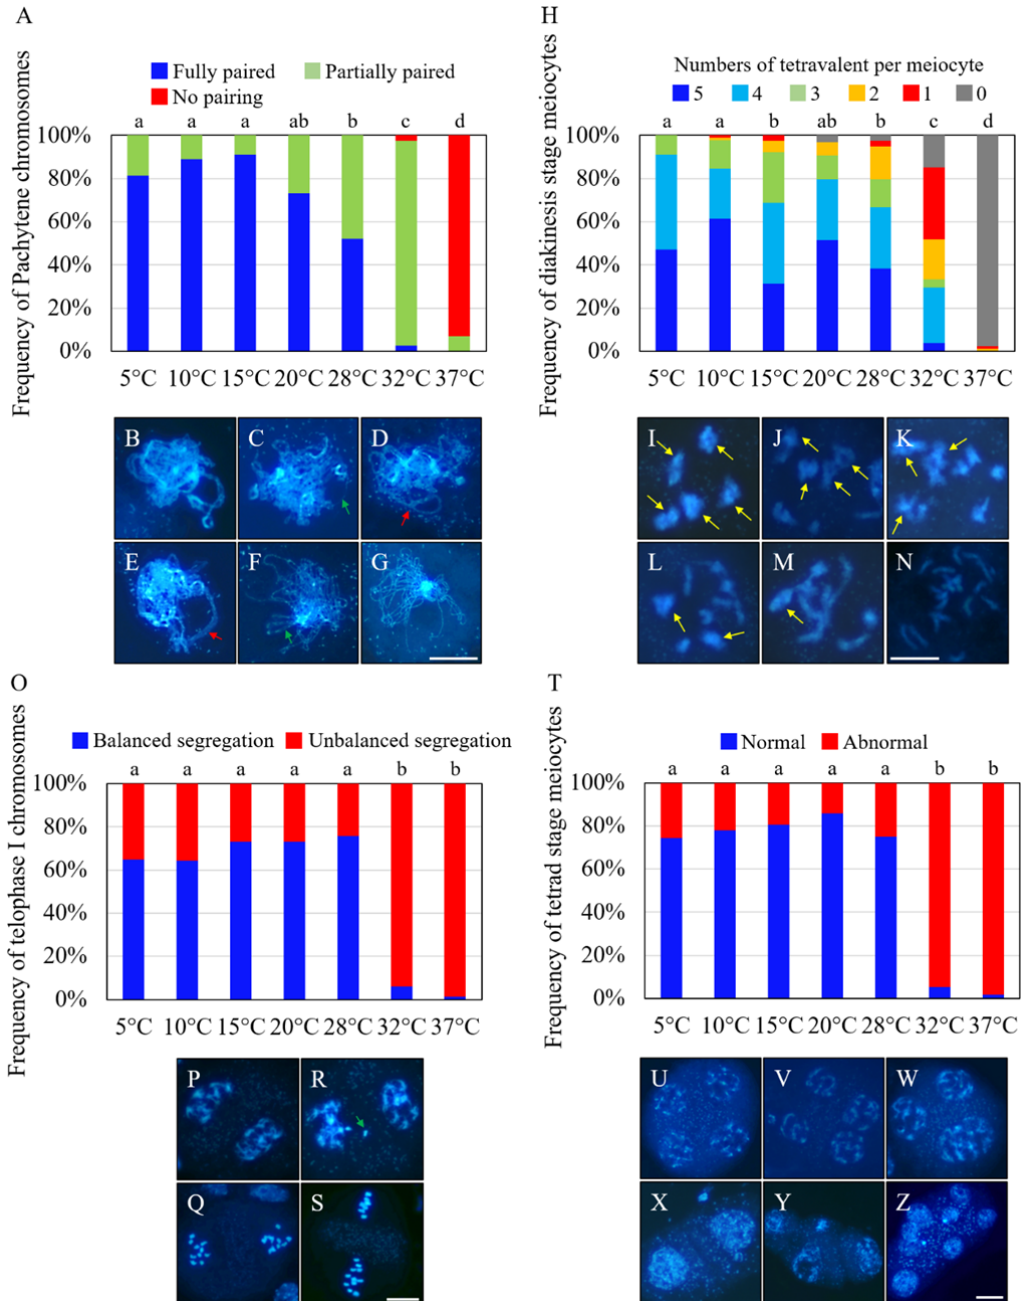 A
Frequency of Pachytene chromosomes
Fully paired Partially paired
No pairing
a a a ab b c d
100%
80%
60%
40%
20%
0%
5°C 10°C 15°C 20°C 28°C 32°C 37°C
B C D
E F G
H
Frequency of diakinesis stage meiocytes
Numbers of tetravalent per meiocyte
5 4 3 2 1 0
a a b ab b c d
100%
80%
60%
40%
20%
0%
5°C 10°C 15°C 20°C 28°C 32°C 37°C
I J K
L M N
O
Frequency of telophase I chromosomes
Balanced segregation Unbalanced segregation
a a a a a b b
100%
80%
60%
40%
20%
0%
5°C 10°C 15°C 20°C 28°C 32°C 37°C
P R
Q S
T
Frequency of tetrad stage meiocytes
Normal Abnormal
a a a a a b b
100%
80%
60%
40%
20%
0%
5°C 10°C 15°C 20°C 28°C 32°C 37°C
U V W
X Y Z